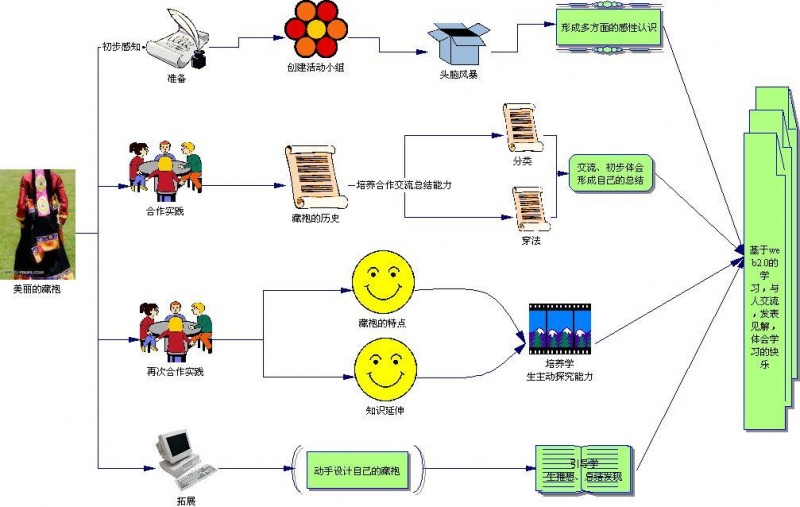 初步感知
准备
创建活动小组
头脑风暴
形成多方面的感性认识
合作实践
藏袍的历史
培养合作交流总结能力
分类
穿法
交流、初步体会
形成自己的总结
美丽的藏袍
再次合作实践
藏袍的特点
知识延伸
培养学
生主动探究能力
拓展
动手设计自己的藏袍
引导学
生推想、总结发现
基于we
b2.0的
学
习，与
人交流
，发表
见解，
体会学
习的快
乐